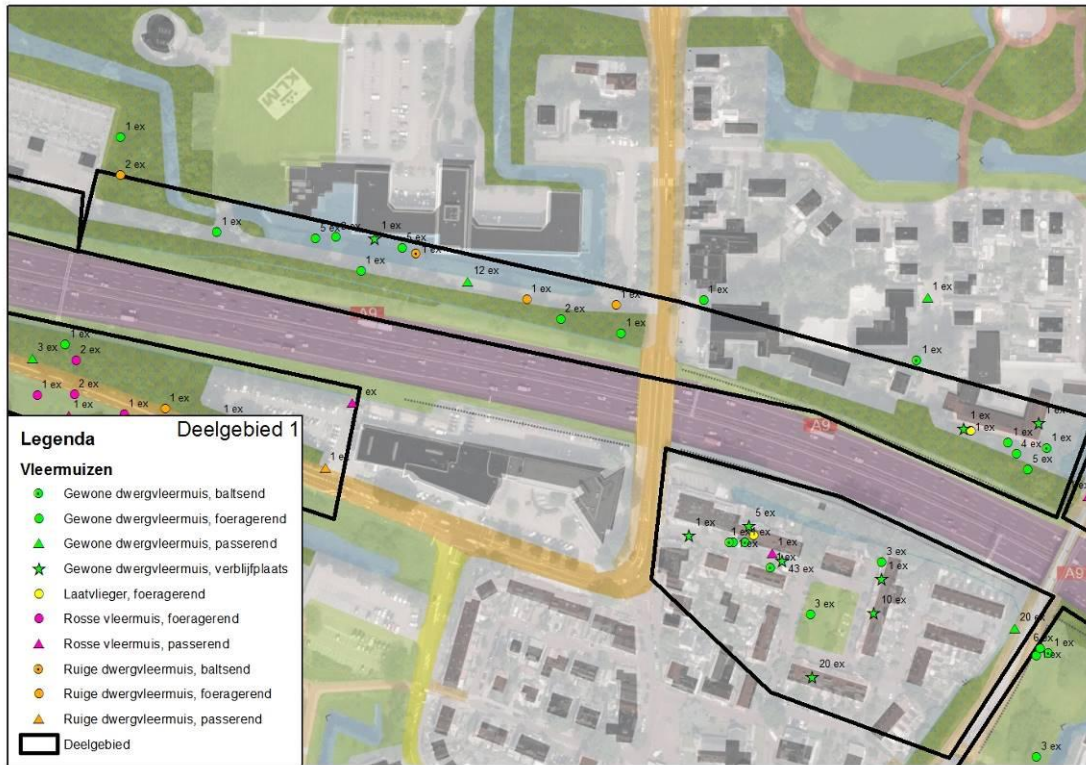 KLM
1 ex
2 ex
1 ex
5 ex
1 ex
5 ex
1 ex
1 ex
12 ex
1 ex
1 ex
2 ex
1 ex
1 ex
1 ex
1 ex
A9
A9
A9
1 ex
3 ex
2 ex
1 ex
2 ex
1 ex
1 ex
1 ex
1 ex
ex
1 ex
1 ex
1 ex
1 ex
1 ex
4 ex
1 ex
5 ex
5 ex
1 ex
1 ex
1 ex
43 ex
3 ex
1 ex
10 ex
3 ex
20 ex
20 ex
6 ex
1 ex
3 ex
Deelgebied 1
Legenda
Vleermuizen
Gewone dwergvleermuis, baltsend
Gewone dwergvleermuis, foeragerend
Gewone dwergvleermuis, passerend
Gewone dwergvleermuis, verblijfplaats
Laatvlieger, foeragerend
Rosse vleermuis, foeragerend
Rosse vleermuis, passerend
Ruige dwergvleermuis, baltsend
Ruige dwergvleermuis, foeragerend
Ruige dwergvleermuis, passerend
Deelgebied